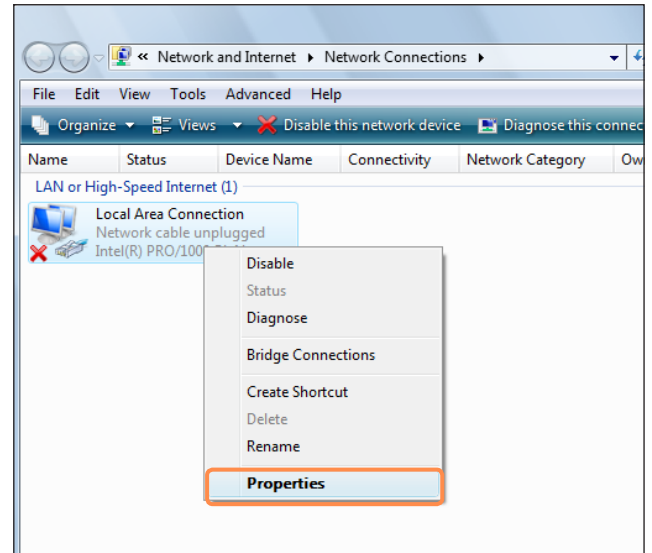 « Network and Internet ▸ Network Connections ▸
File Edit View Tools Advanced Help
Organize Views Disable this network device Diagnose this connec
Name Status Device Name Connectivity Network Category Ow
LAN or High-Speed Internet (1)
Local Area Connection
Network cable unplugged
Intel(R) PRO/100
Disable
Status
Diagnose
Bridge Connections
Create Shortcut
Delete
Rename
Properties